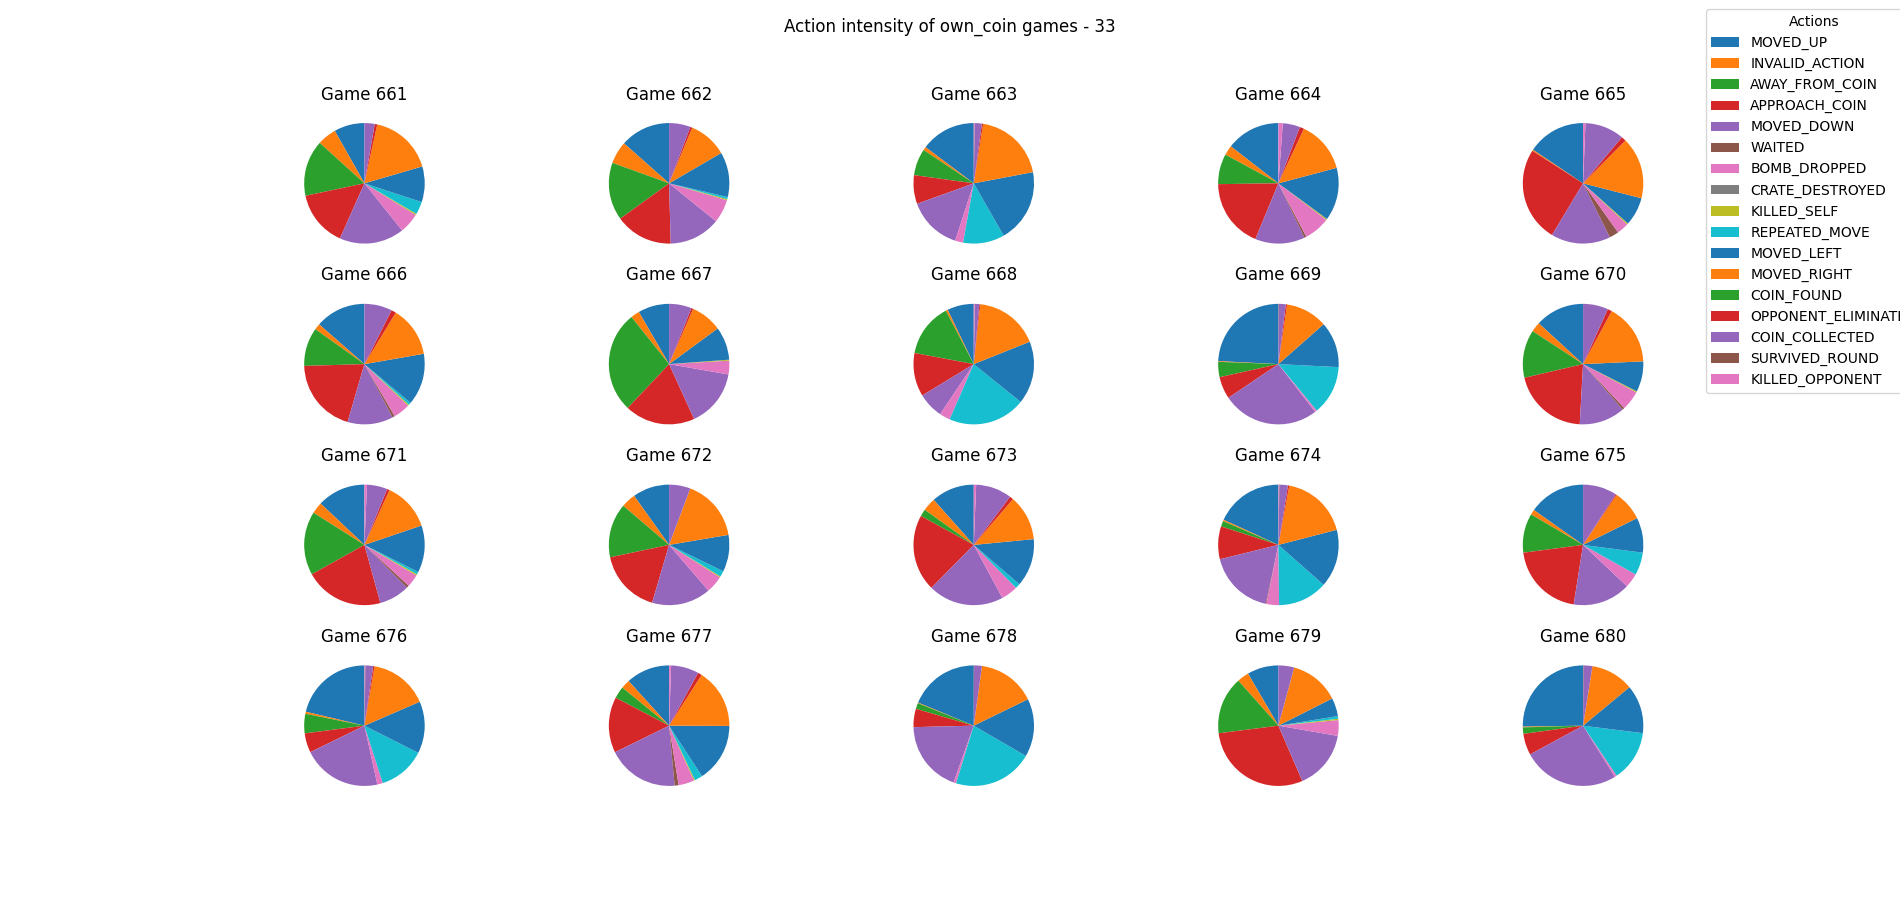 Action intensity of own_coin games - 33
Actions
MOVED_UP
INVALID_ACTION
AWAY_FROM_COIN
APPROACH_COIN
MOVED_DOWN
WAITED
BOMB_DROPPED
CRATE_DESTROYED
KILLED_SELF
REPEATED_MOVE
MOVED_LEFT
MOVED_RIGHT
COIN_FOUND
OPPONENT_ELIMINAT
COIN_COLLECTED
SURVIVED_ROUND
KILLED_OPPONENT
Game 661
Game 662
Game 663
Game 664
Game 665
Game 666
Game 667
Game 668
Game 669
Game 670
Game 671
Game 672
Game 673
Game 674
Game 675
Game 676
Game 677
Game 678
Game 679
Game 680